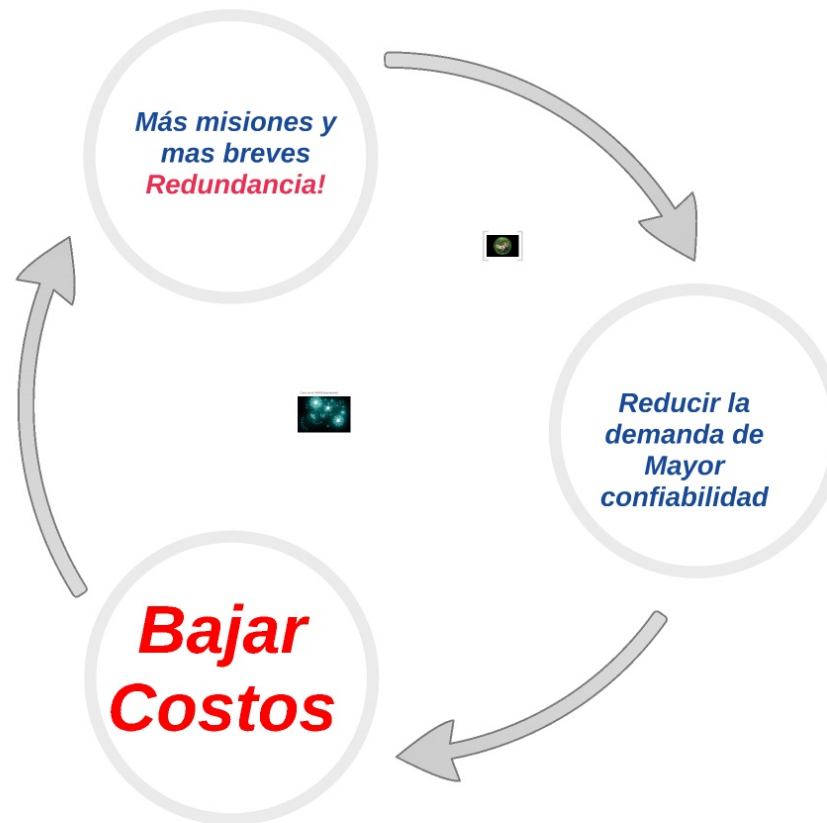 Más misiones y
mas breves
Redundancia!
Reducir la
demanda de
Mayor
confiabilidad
Bajar
Costos